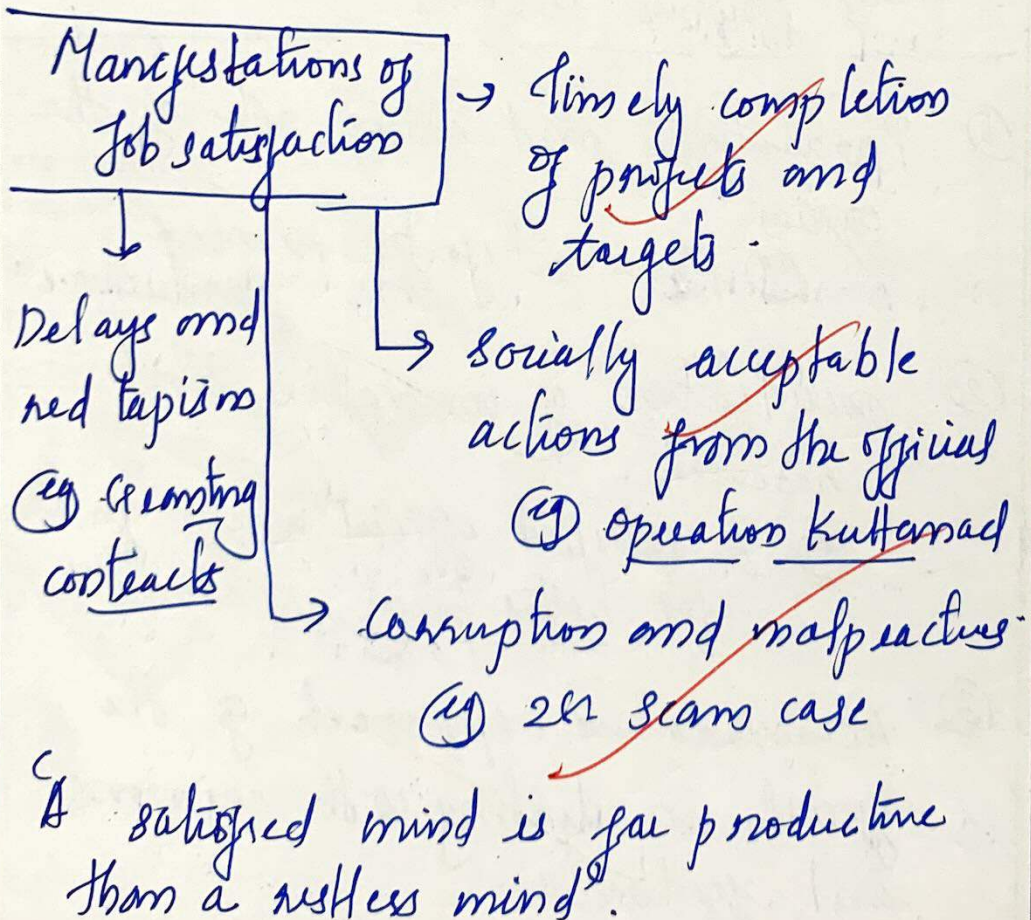 Manifestations of
Job satisfaction
→ Timely completion
of projects and
targets.
Delays and
red tapism
eg Granting
contracts
→ Socially acceptable
actions from the official
eg Operation Kuttanad
→ Corruption and malpractices.
eg 2G scams case
"A satisfied mind is far productive
than a restless mind".